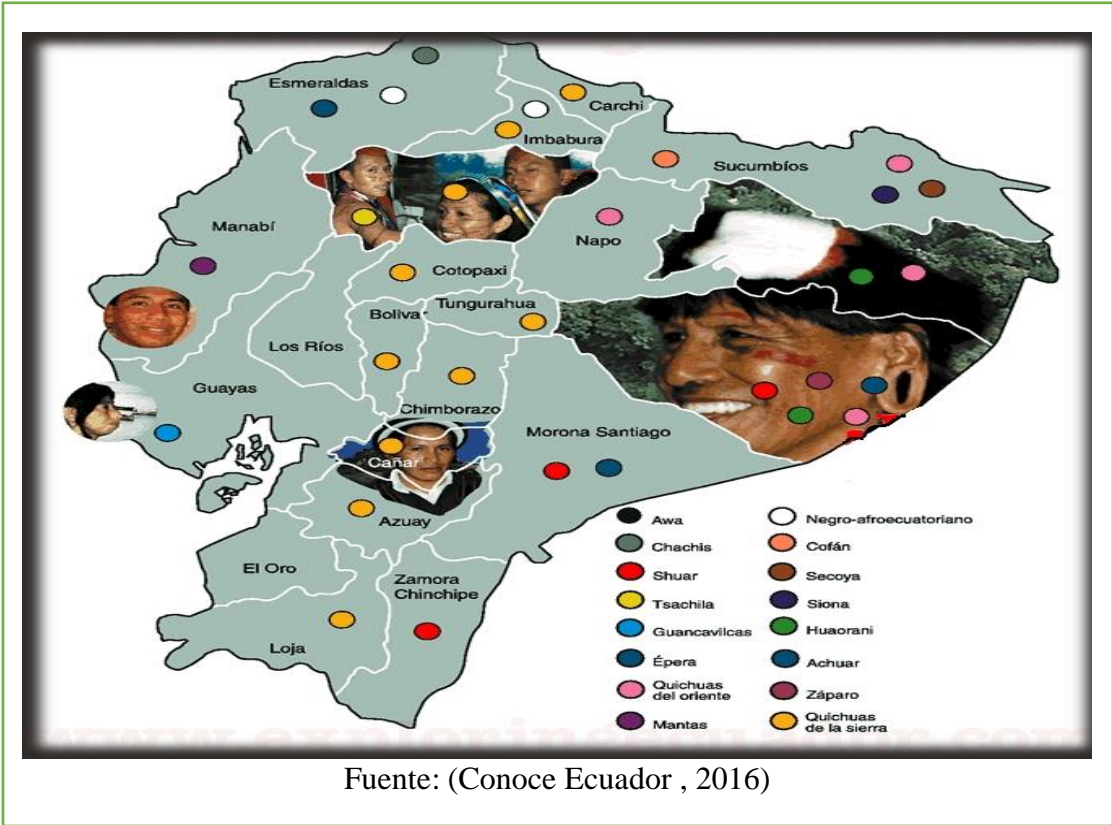 Esmeraldas
Carchi
Imbabura
Sucumbíos
Manabí
Napo
Cotopaxi
Tungurahua
Bolivar
Los Ríos
Guayas
Chimborazo
Morona Santiago
Cañar
Azuay
El Oro
Zamora
Chinchipe
Loja
Awa
Chachis
Shuar
Tsachila
Guancavilcas
Épera
Quichuas
del oriente
Mantas
Negro-afroecuatoriano
Cofán
Secoya
Siona
Huaorani
Achuar
Záparo
Quichuas
de la sierra
Fuente: (Conoce Ecuador , 2016)